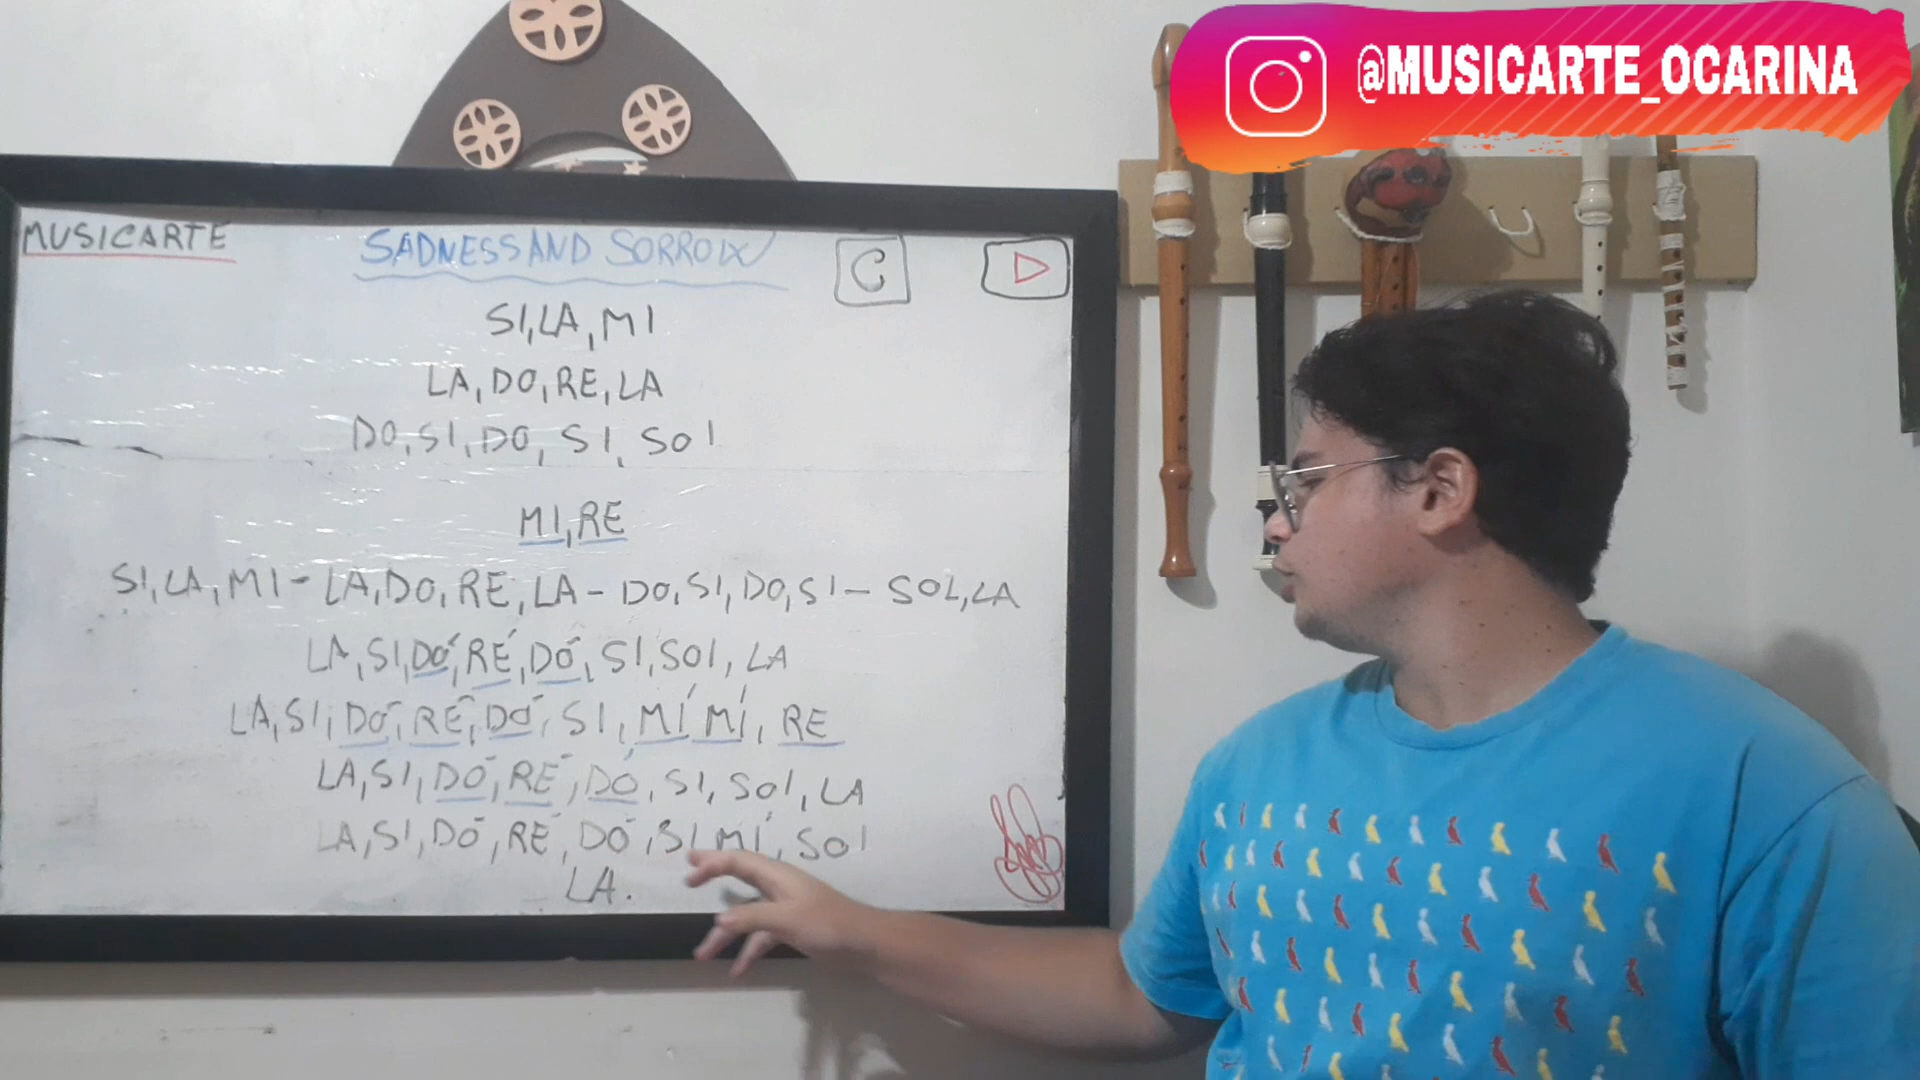 @MUSICARTE_OCARINA
MUSICARTE
SADNESS AND SORROW
C
SI, LA, MI
LA, DO, RE, LA
DO, SI, DO, SI, SOL
MI, RE
SI, LA, MI - LA, DO, RE, LA - DO, SI, DO, SI - SOL, LA
LA, SI, DÓ, RÉ, DÓ, SI, SOL, LA
LA, SI, DÓ, RÉ, DÓ, SI, MÍ MÍ, RE
LA, SI, DÓ, RÉ, DÓ, SI, SOL, LA
LA, SI, DÓ, RÉ, DÓ, SI MÍ, SOL
LA.